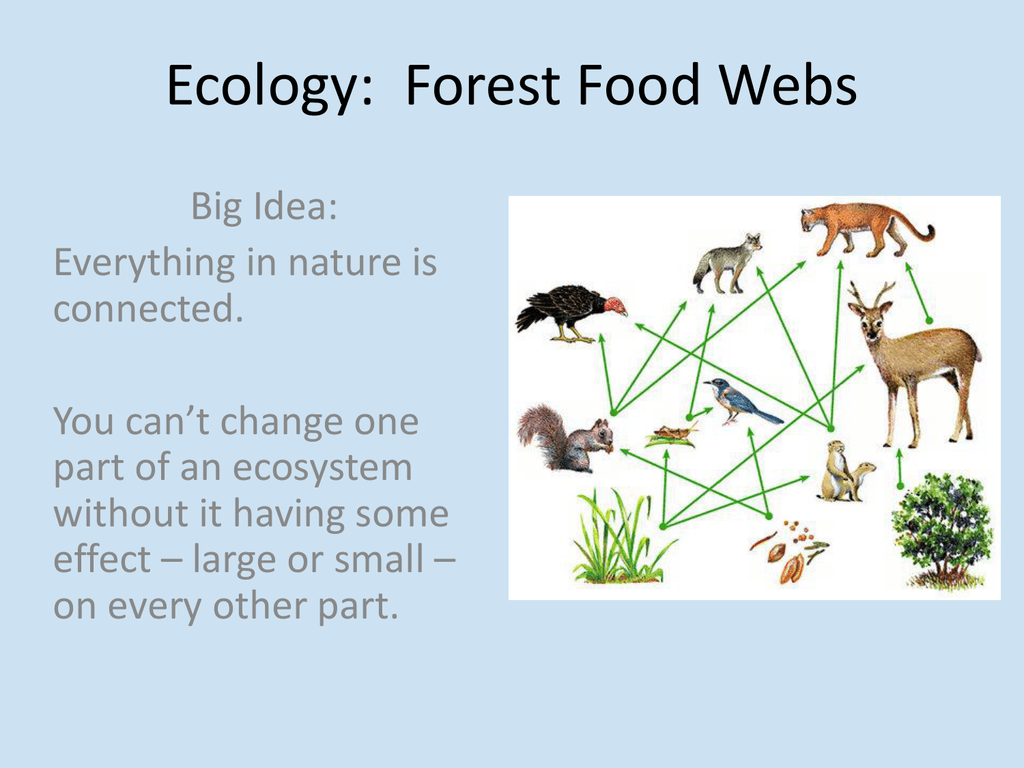 Ecology:  Forest Food Webs
Big Idea:
Everything in nature is
connected.
You can’t change one
part of an ecosystem
without it having some
effect – large or small –
on every other part.